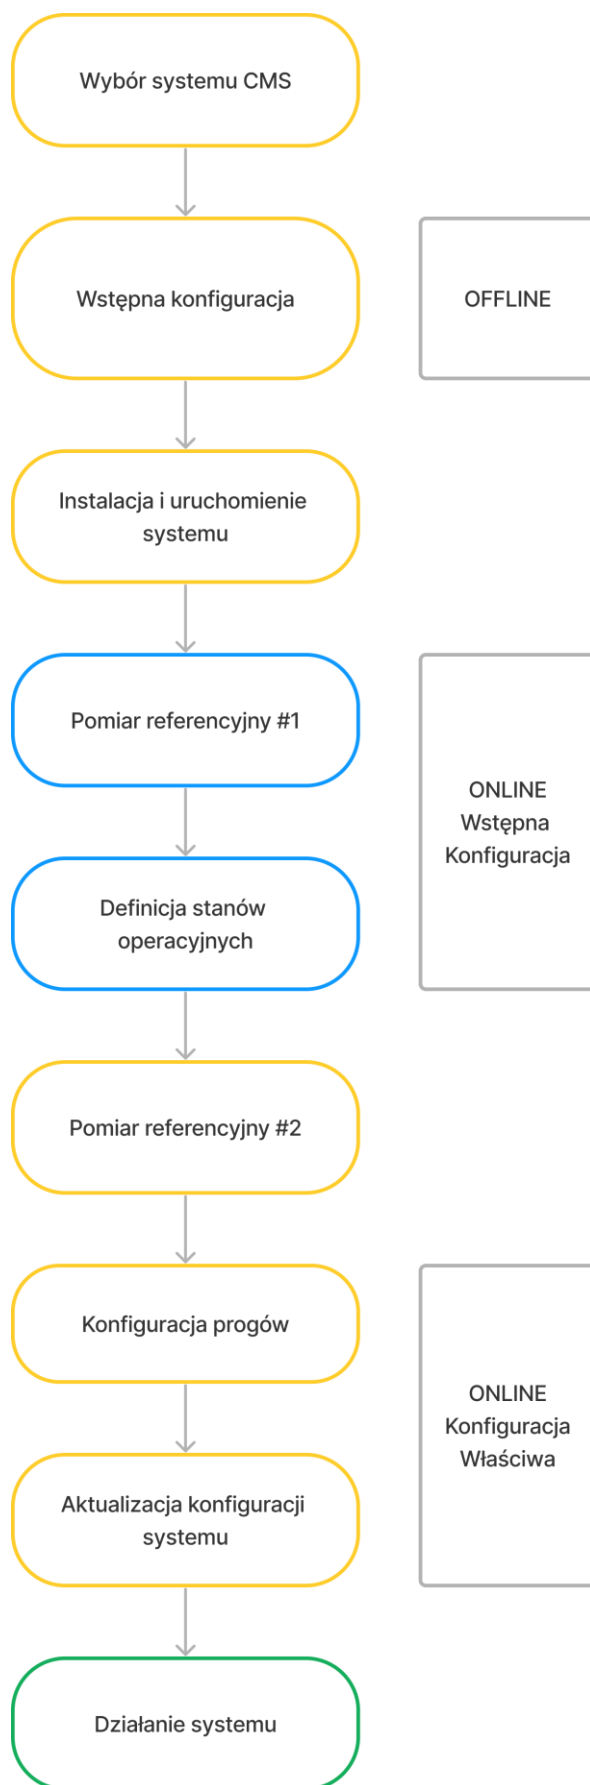 Wybór systemu CMS
Wstępna konfiguracja
OFFLINE
Instalacja i uruchomienie
systemu
Pomiar referencyjny #1
ONLINE
Wstępna
Konfiguracja
Definicja stanów
operacyjnych
Pomiar referencyjny #2
Konfiguracja progów
ONLINE
Konfiguracja
Właściwa
Aktualizacja konfiguracji
systemu
Działanie systemu